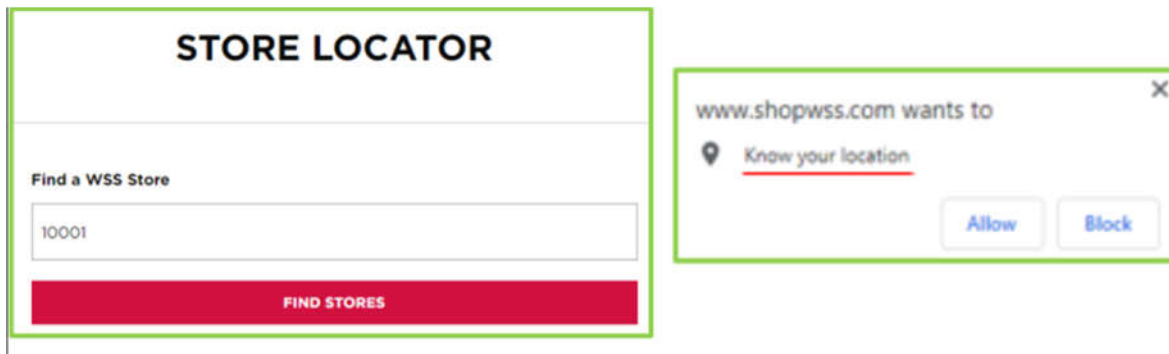 STORE LOCATOR
Find a WSS Store
10001
FIND STORES
www.shopwss.com wants to
Know your location
Allow
Block